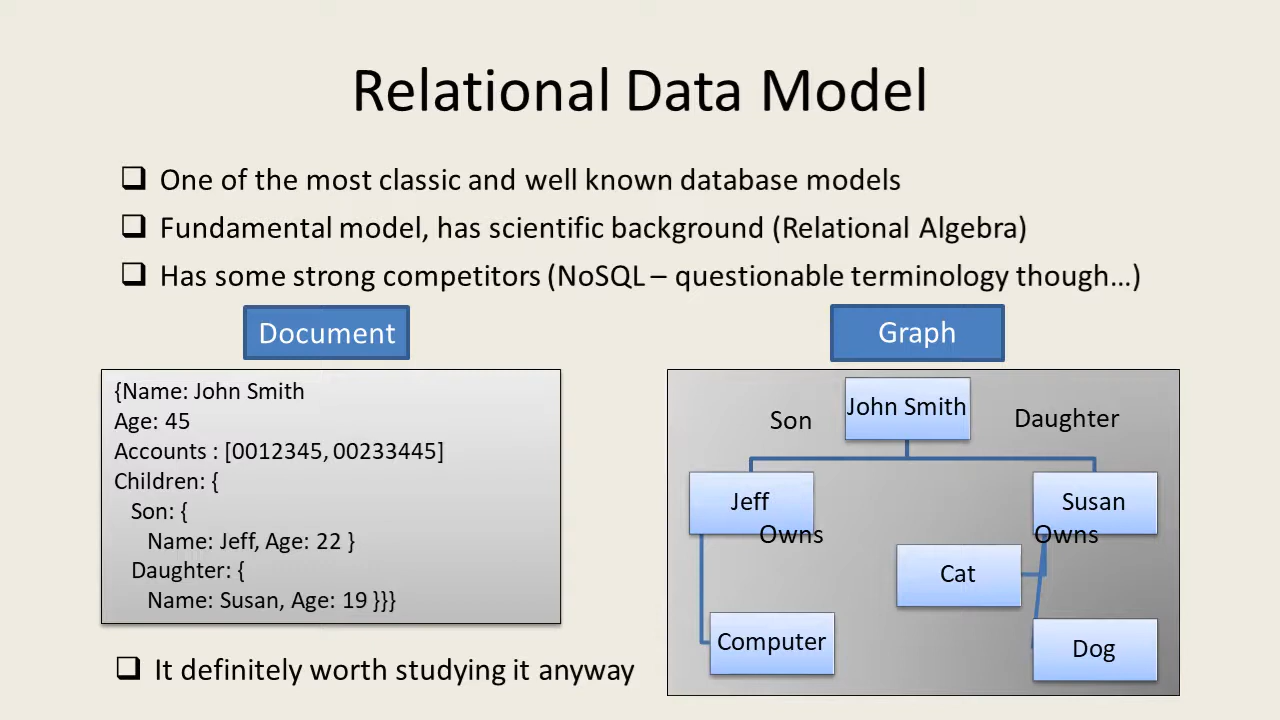 Relational Data Model
❑ One of the most classic and well known database models
❑ Fundamental model, has scientific background (Relational Algebra)
❑ Has some strong competitors (NoSQL – questionable terminology though…)
Document
{Name: John Smith
Age: 45
Accounts : [0012345, 00233445]
Children: {
Son: {
Name: Jeff, Age: 22 }
Daughter: {
Name: Susan, Age: 19 }}}
Graph
John Smith
Son
Daughter
Jeff
Susan
Owns
Owns
Cat
Computer
Dog
❑ It definitely worth studying it anyway